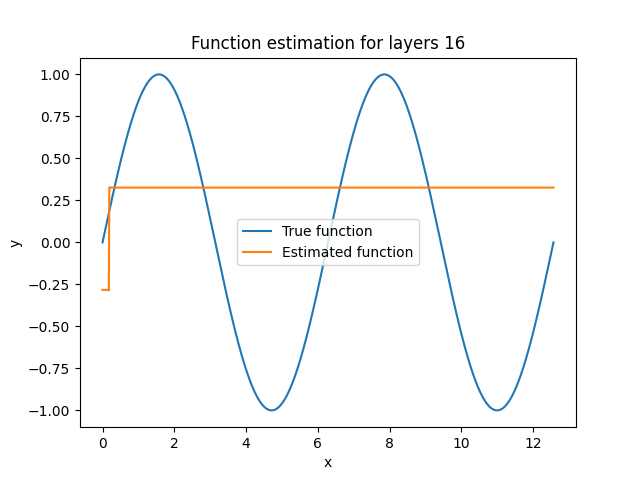 Function estimation for layers 16
1.00
0.75
0.50
0.25
0.00
−0.25
−0.50
−0.75
−1.00
y
True function
Estimated function
0 2 4 6 8 10 12
x